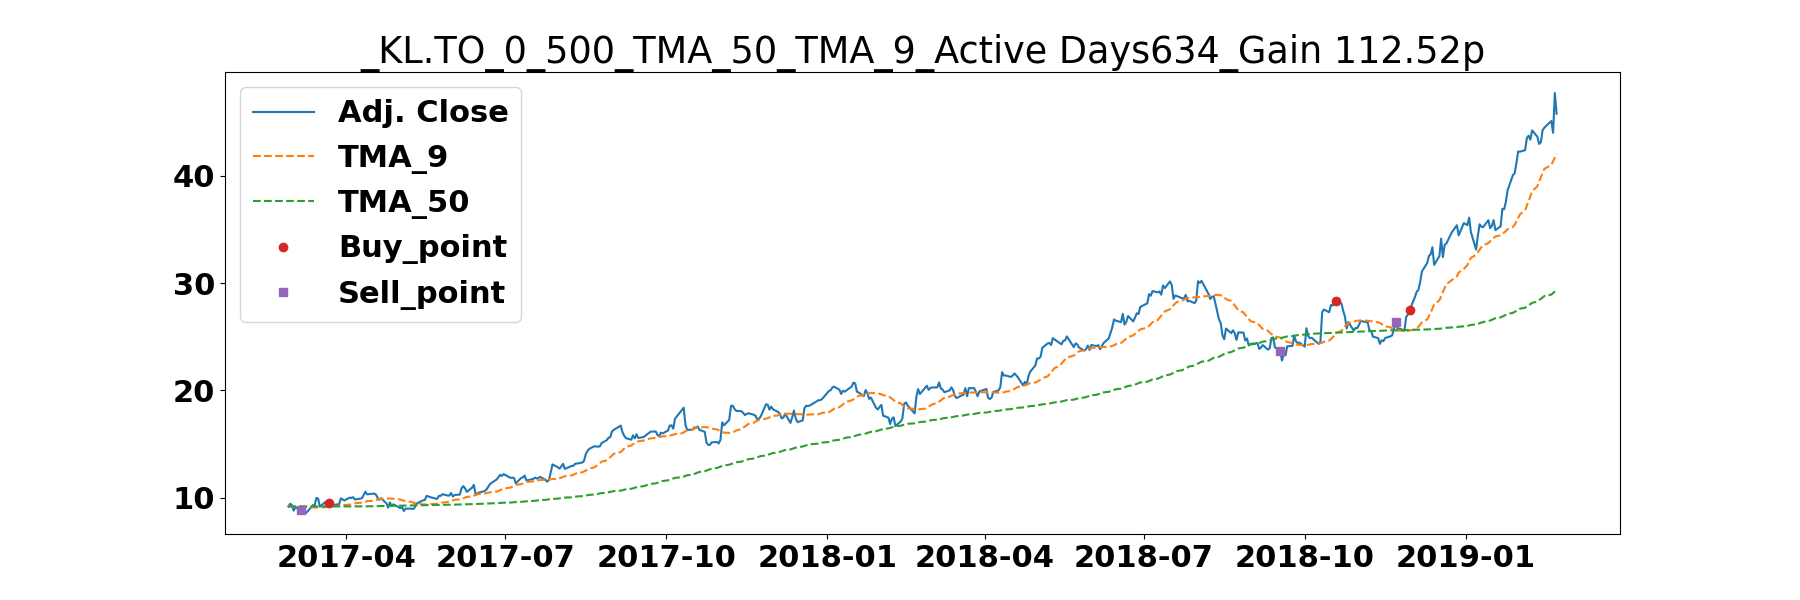 _KL.TO_0_500_TMA_50_TMA_9_Active Days634_Gain 112.52p
Adj. Close
TMA_9
TMA_50
Buy_point
Sell_point
40
30
20
10
2017-04 2017-07 2017-10 2018-01 2018-04 2018-07 2018-10 2019-01